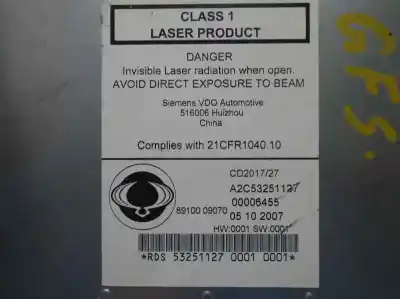 CLASS 1
LASER PRODUCT
DANGER
Invisible Laser radiation when open.
AVOID DIRECT EXPOSURE TO BEAM
Siemens VDO Automotive
516006 Huizhou
China
Complies with 21CFR1040.10
CD2017/27
A2C53251127
00006455
89100 09070
05 10 2007
HW:0001 SW:0001
*RDS 53251127 0001 0001*
GFS.